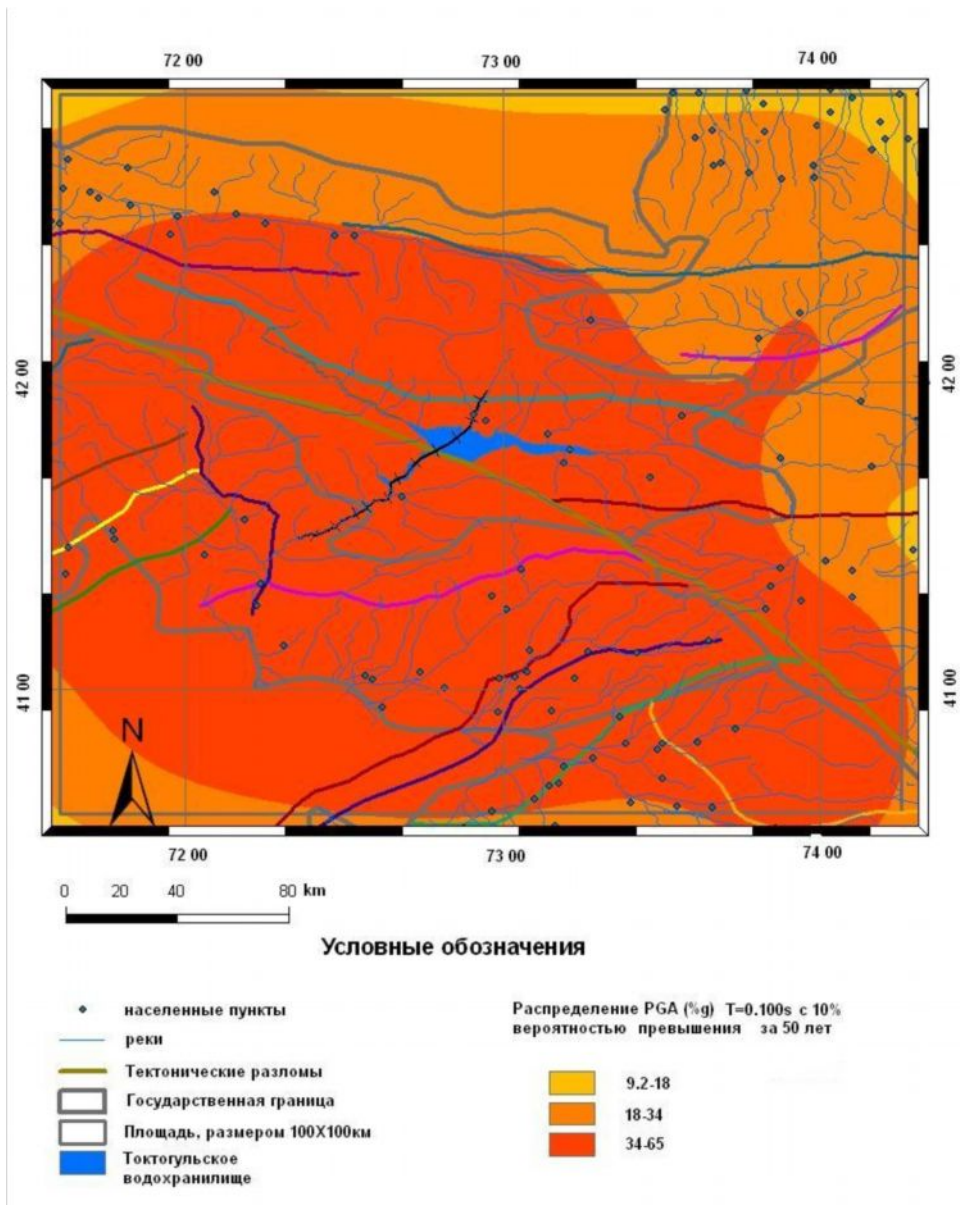 72 00 73 00 74 00
42 00 42 00
41 00 41 00
N
72 00 73 00 74 00
0 20 40 80 km
Условные обозначения
населенные пункты
реки
Тектонические разломы
Государственная граница
Площадь, размером 100X100км
Токтогульское
водохранилище
Распределение PGA (%g) T=0.100s с 10%
вероятностью превышения за 50 лет
9.2-18
18-34
34-65